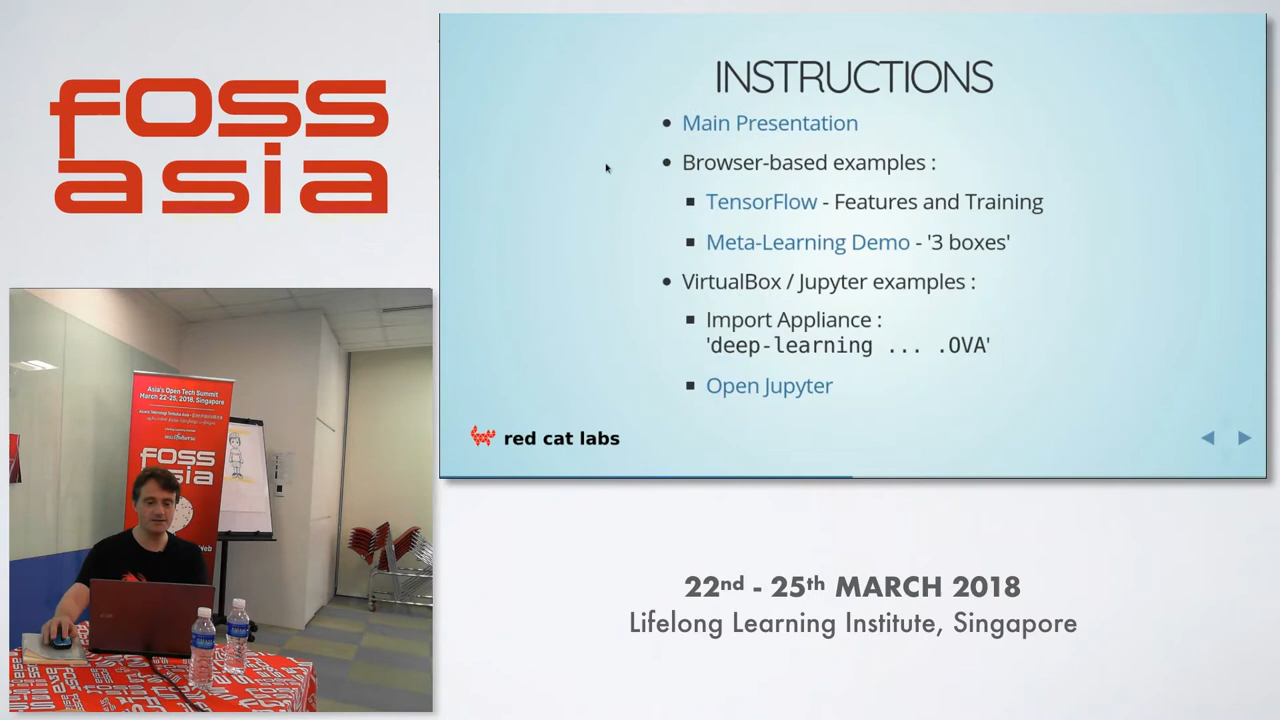 foss
asia
INSTRUCTIONS
• Main Presentation
• Browser-based examples :
▪ TensorFlow - Features and Training
▪ Meta-Learning Demo - '3 boxes'
• VirtualBox / Jupyter examples :
▪ Import Appliance :
'deep-learning ... .OVA'
▪ Open Jupyter
red cat labs
Asia's Open Tech Summit
March 22-25, 2018, Singapore
FOSS
asia
22nd - 25th MARCH 2018
Lifelong Learning Institute, Singapore